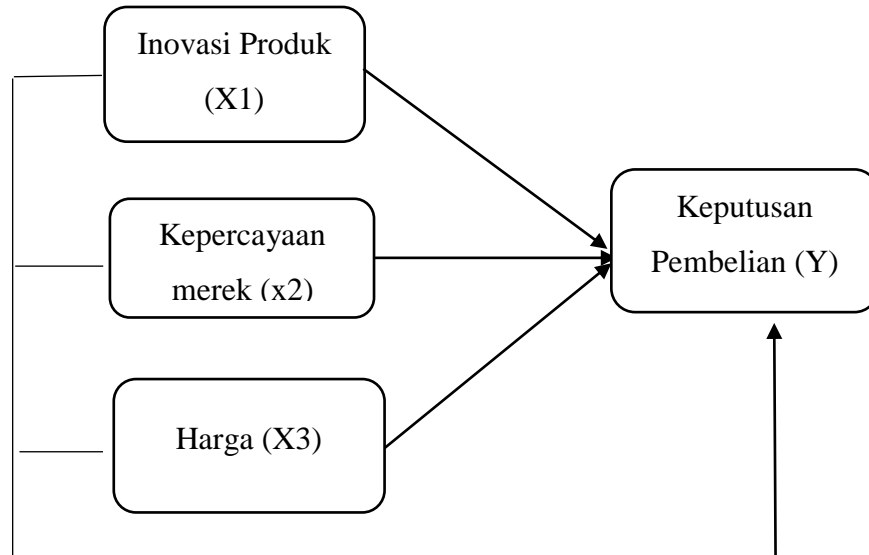 Inovasi Produk
(X1)
Kepercayaan
merek (x2)
Harga (X3)
Keputusan
Pembelian (Y)